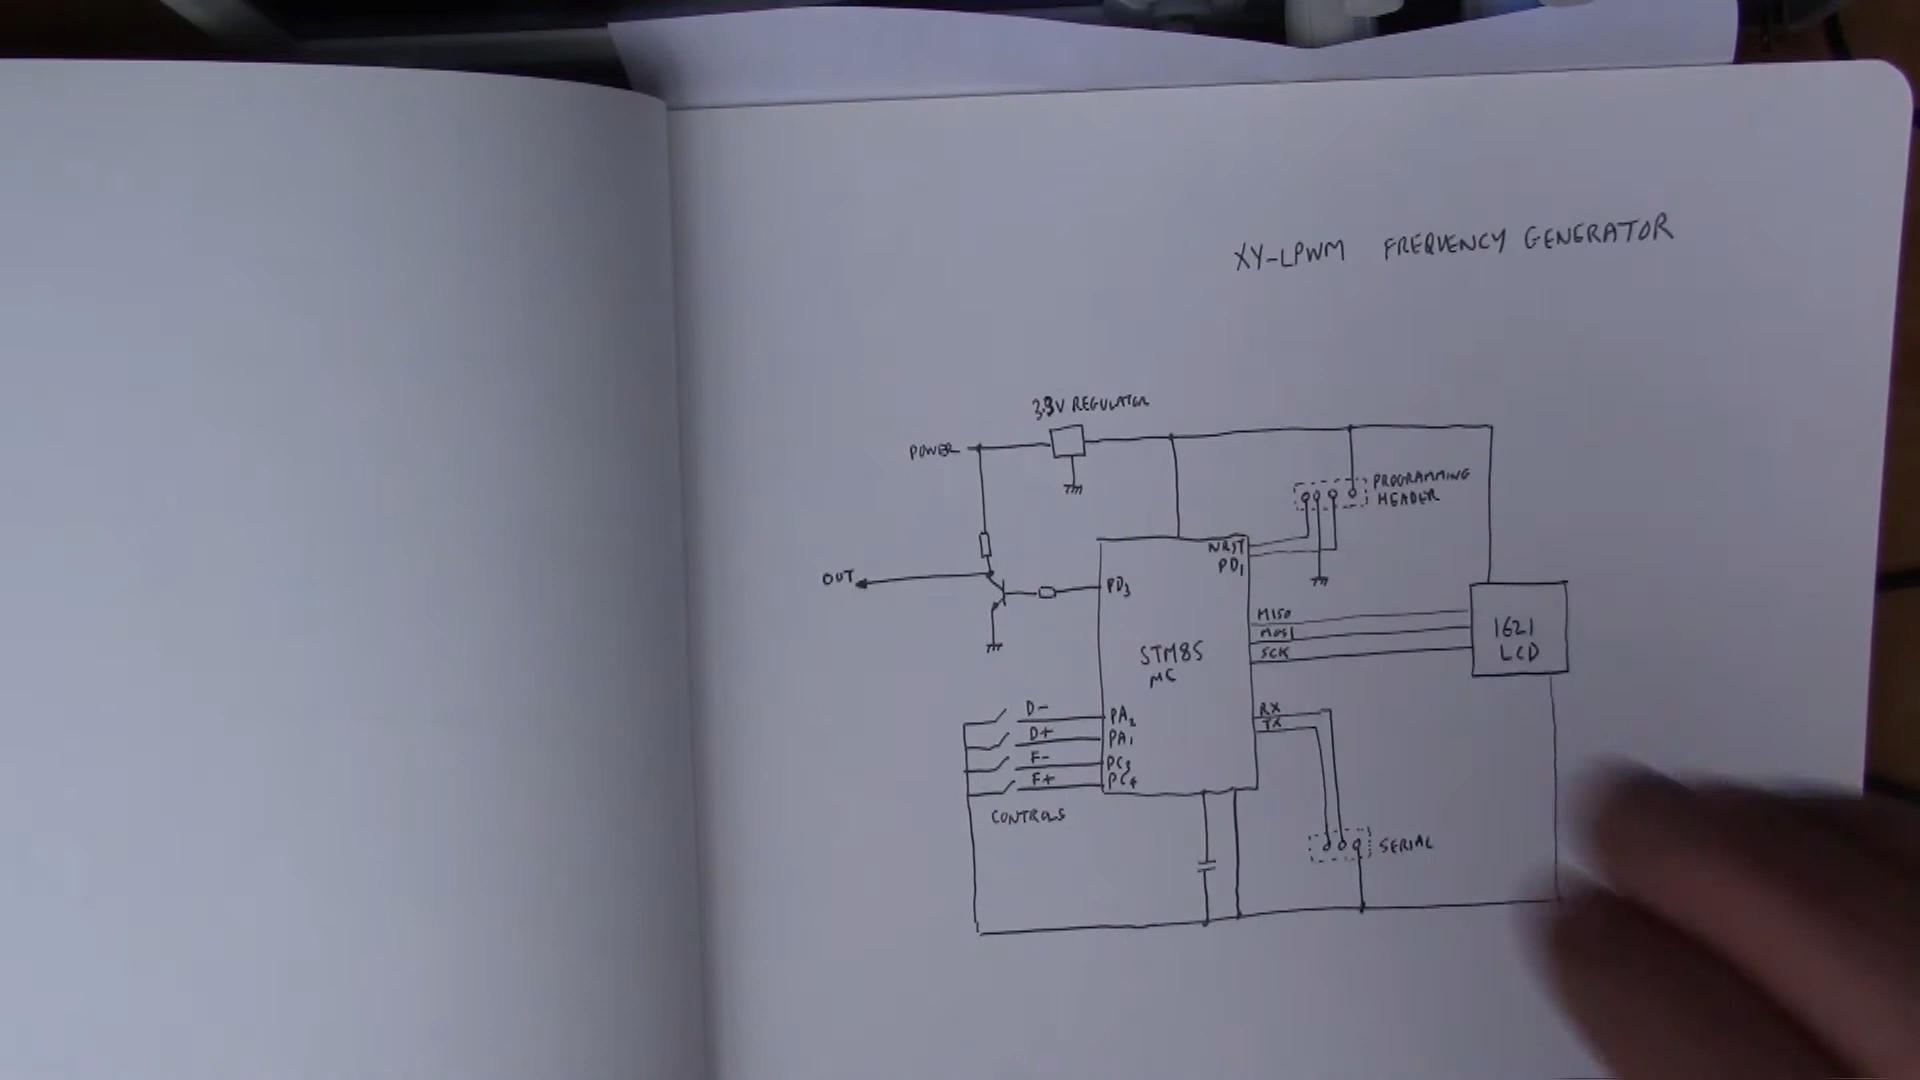 XY-LPWM FREQUENCY GENERATOR
3.3V REGULATOR
POWER
PROGRAMMING
HEADER
NRST
PD1
OUT
PD3
MISO
MOSI
SCK
1621
LCD
STM8S
MC
D-
PA2
D+
PA1
F-
PC3
F+
PC4
RX
TX
CONTROLS
SERIAL